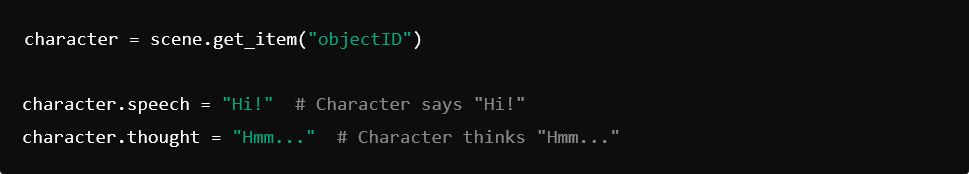 character = scene.get_item("objectID")
character.speech = "Hi!"  # Character says "Hi!"
character.thought = "Hmm..."  # Character thinks "Hmm..."